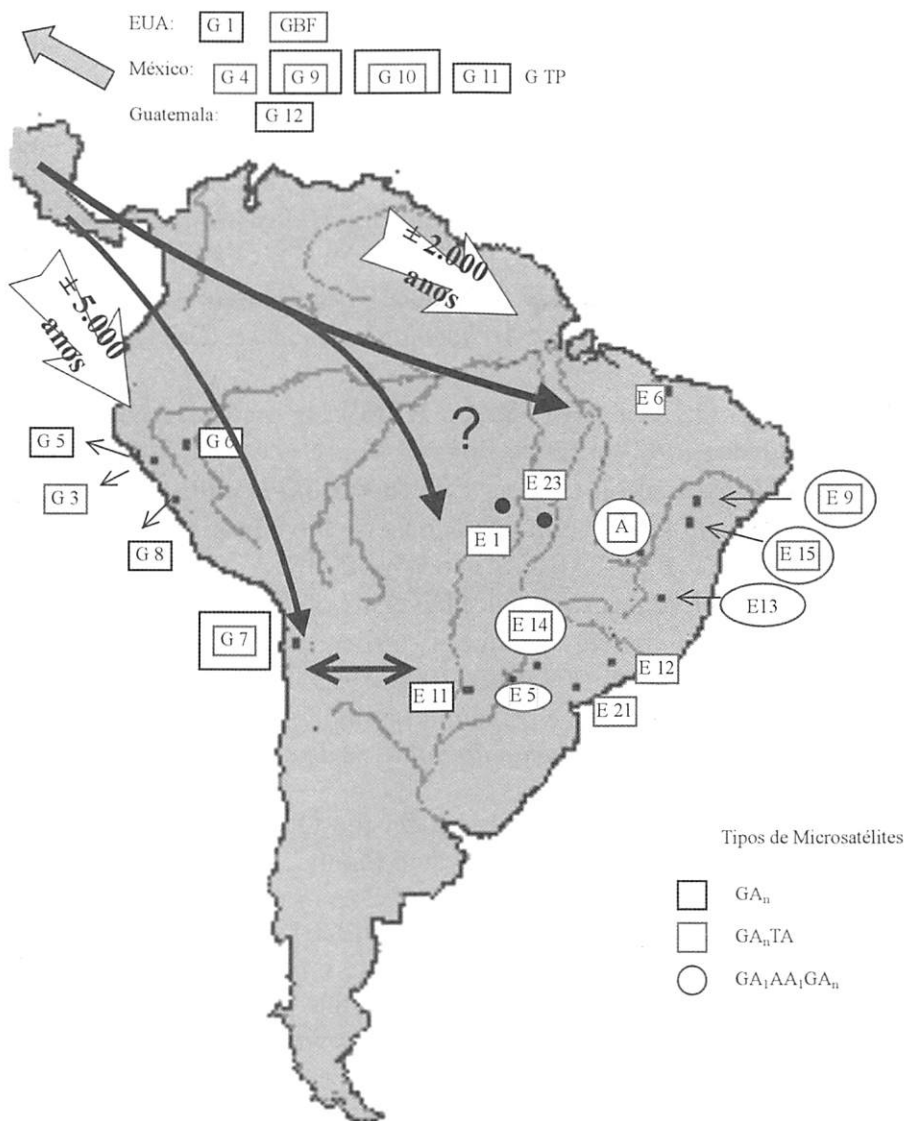 EUA: G 1 GBF
México: G 4 G 9 G 10 G 11 G TP
Guatemala: G 12
± 2.000
anos
± 5.000
anos
?
E 6
G 5
G 6
G 3
G 8
E 23
E 1
A
E 9
E 15
E13
G 7
E 14
E 11
E 5
E 12
E 21
Tipos de Microsatélites
GAₙ
GAₙTA
GA₁AA₁GAₙ